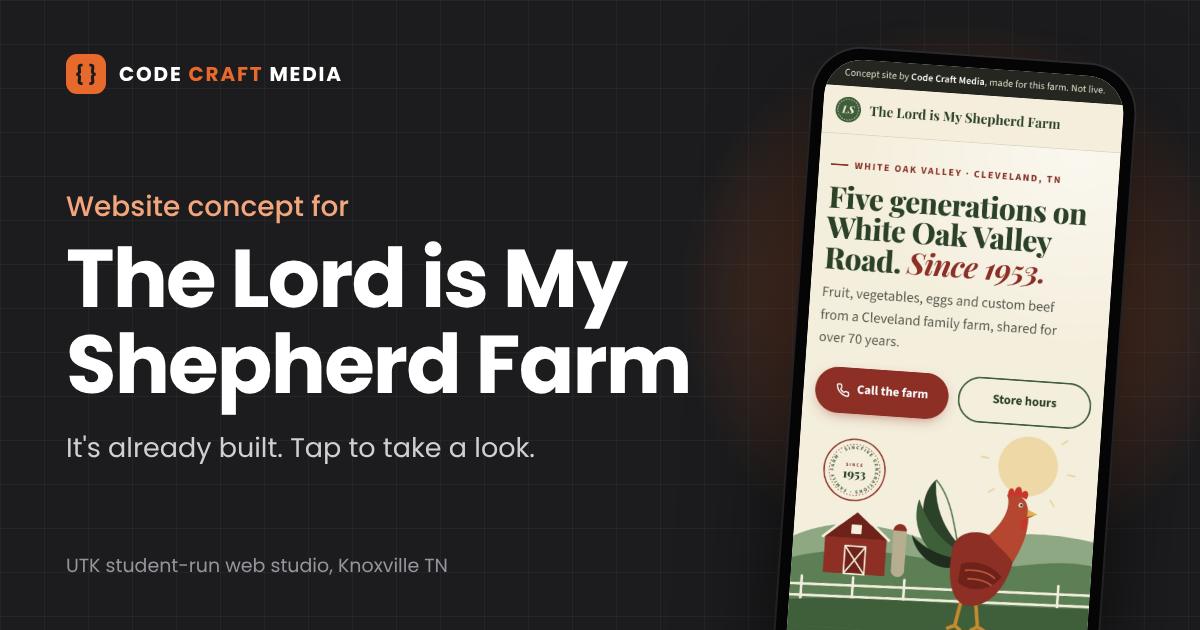 { } CODE CRAFT MEDIA
Website concept for
The Lord is My
Shepherd Farm
It's already built. Tap to take a look.
UTK student-run web studio, Knoxville TN
Concept site by Code Craft Media, made for this farm. Not live.
LS The Lord is My Shepherd Farm
WHITE OAK VALLEY · CLEVELAND, TN
Five generations on
White Oak Valley
Road. Since 1953.
Fruit, vegetables, eggs and custom beef
from a Cleveland family farm, shared for
over 70 years.
Call the farm
Store hours
SINCE
1953